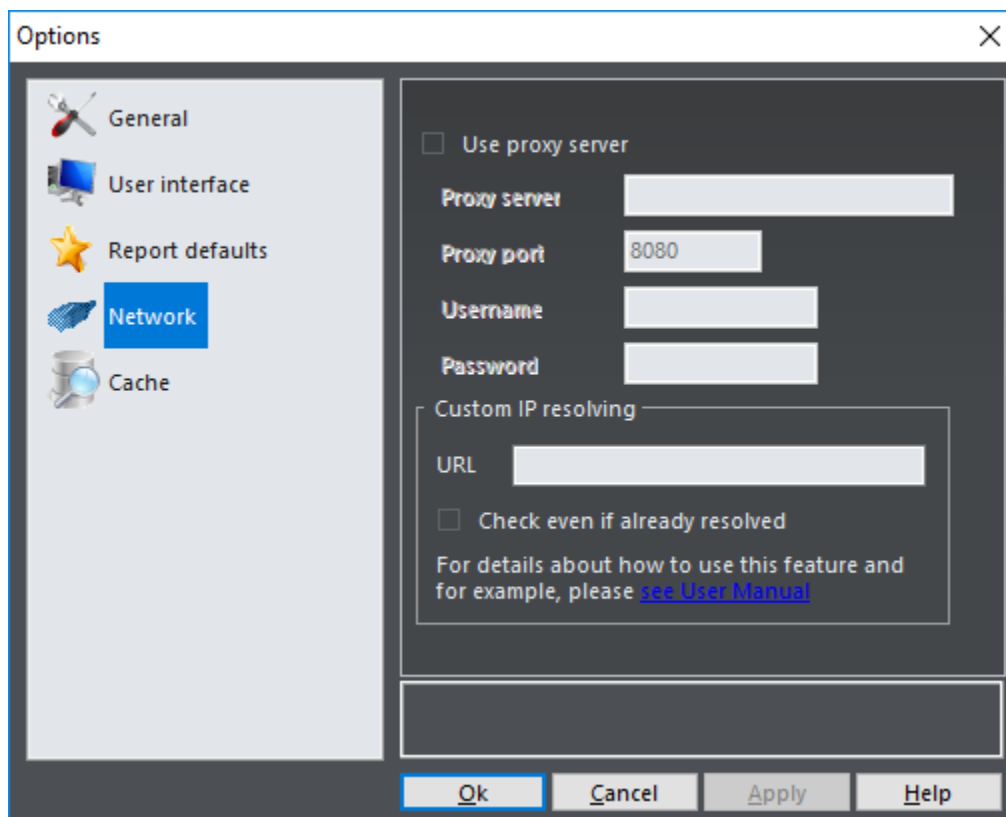 Options
General
User interface
Report defaults
Network
Cache
Use proxy server
Proxy server
Proxy port 8080
Username
Password
Custom IP resolving
URL
Check even if already resolved
For details about how to use this feature and
for example, please see User Manual
Ok Cancel Apply Help